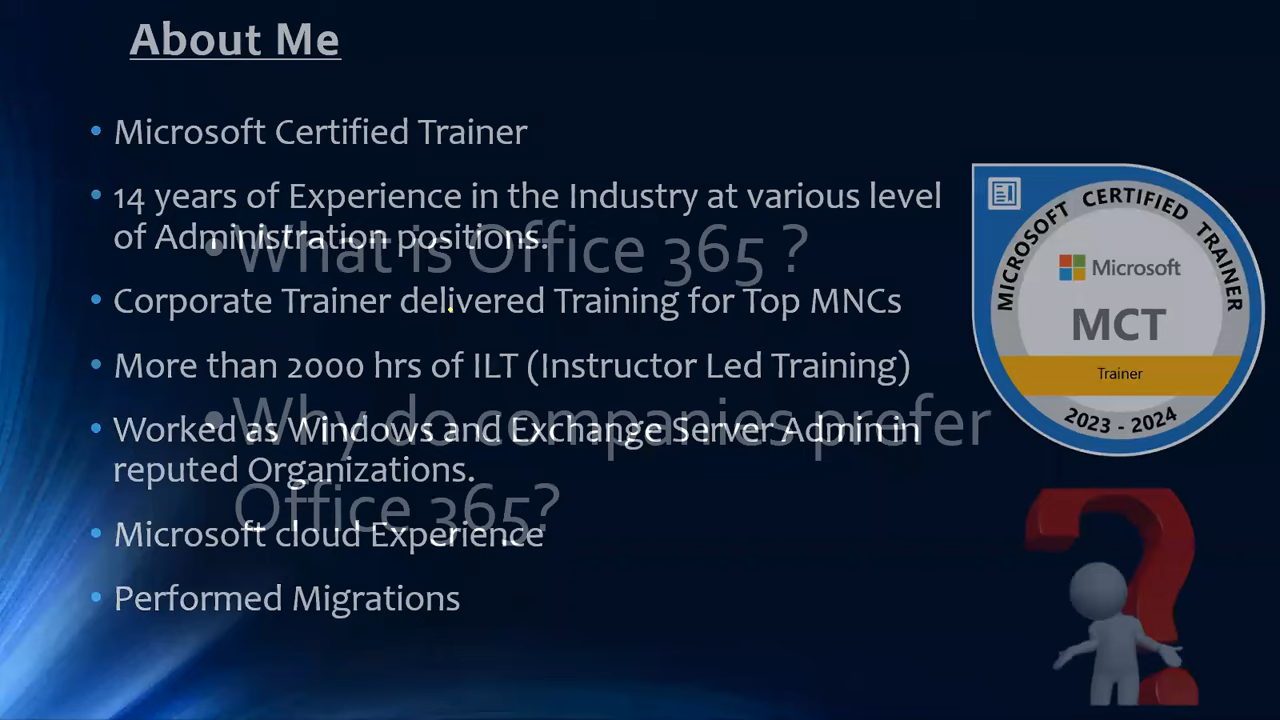 About Me
• Microsoft Certified Trainer
• 14 years of Experience in the Industry at various level
of Administration positions.
• Corporate Trainer delivered Training for Top MNCs
• More than 2000 hrs of ILT (Instructor Led Training)
• Worked as Windows and Exchange Server Admin in
reputed Organizations.
• Microsoft cloud Experience
• Performed Migrations
• What is Office 365 ?
• Why do companies prefer
Office 365?
MICROSOFT CERTIFIED TRAINER
Microsoft
MCT
Trainer
2023 - 2024